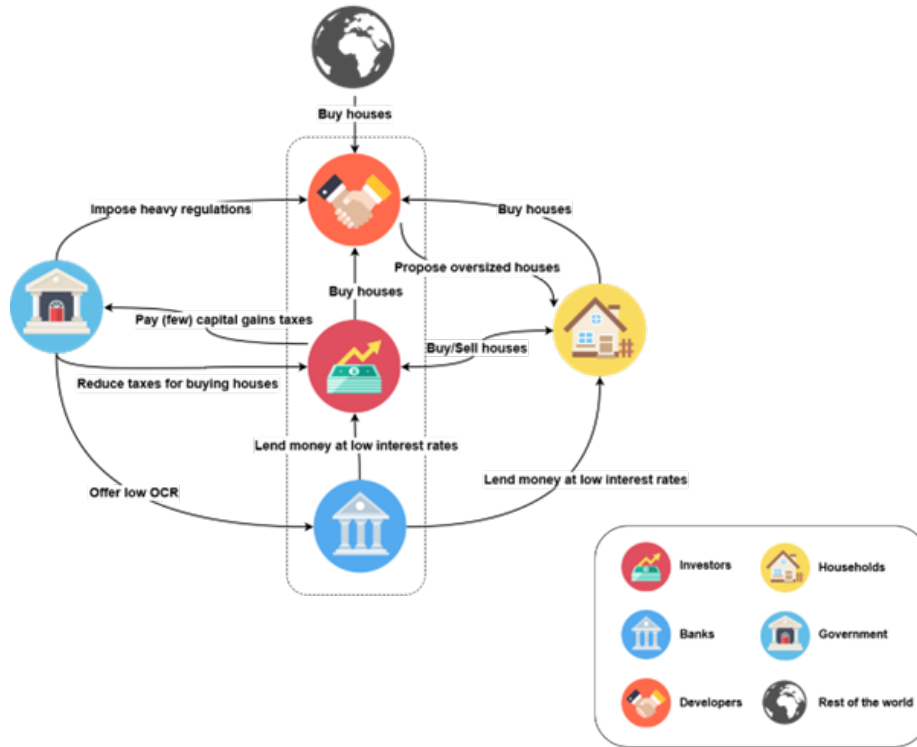 Buy houses
Impose heavy regulations
Buy houses
Propose oversized houses
Buy houses
Pay (few) capital gains taxes
Buy/Sell houses
Reduce taxes for buying houses
Lend money at low interest rates
Lend money at low interest rates
Offer low OCR
Investors
Households
Banks
Government
Developers
Rest of the world